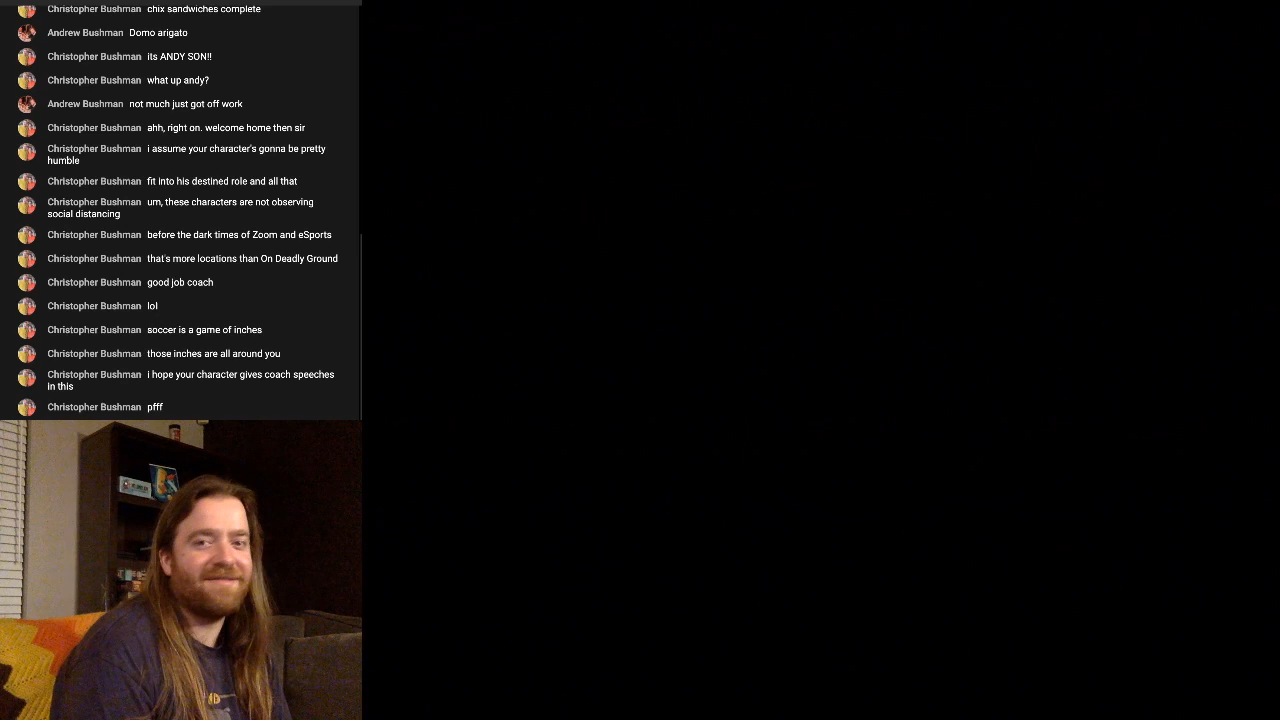 Christopher Bushman chix sandwiches complete
Andrew Bushman Domo arigato
Christopher Bushman its ANDY SON!!
Christopher Bushman what up andy?
Andrew Bushman not much just got off work
Christopher Bushman ahh, right on. welcome home then sir
Christopher Bushman i assume your character's gonna be pretty
humble
Christopher Bushman fit into his destined role and all that
Christopher Bushman um, these characters are not observing
social distancing
Christopher Bushman before the dark times of Zoom and eSports
Christopher Bushman that's more locations than On Deadly Ground
Christopher Bushman good job coach
Christopher Bushman lol
Christopher Bushman soccer is a game of inches
Christopher Bushman those inches are all around you
Christopher Bushman i hope your character gives coach speeches
in this
Christopher Bushman pfff